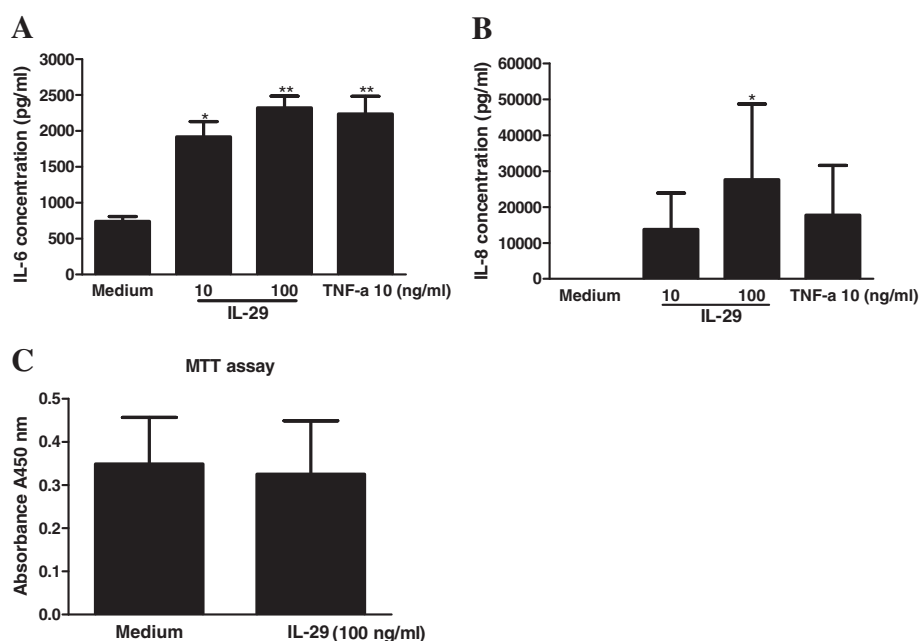 A
IL-6 concentration (pg/ml)
3000
2500
2000
1500
1000
500
0
* ** **
Medium 10 100 TNF-a 10 (ng/ml)
IL-29
B
IL-8 concentration (pg/ml)
60000
50000
40000
30000
20000
10000
0
*
Medium 10 100 TNF-a 10 (ng/ml)
IL-29
C
MTT assay
Absorbance A450 nm
0.5
0.4
0.3
0.2
0.1
0.0
Medium IL-29 (100 ng/ml)